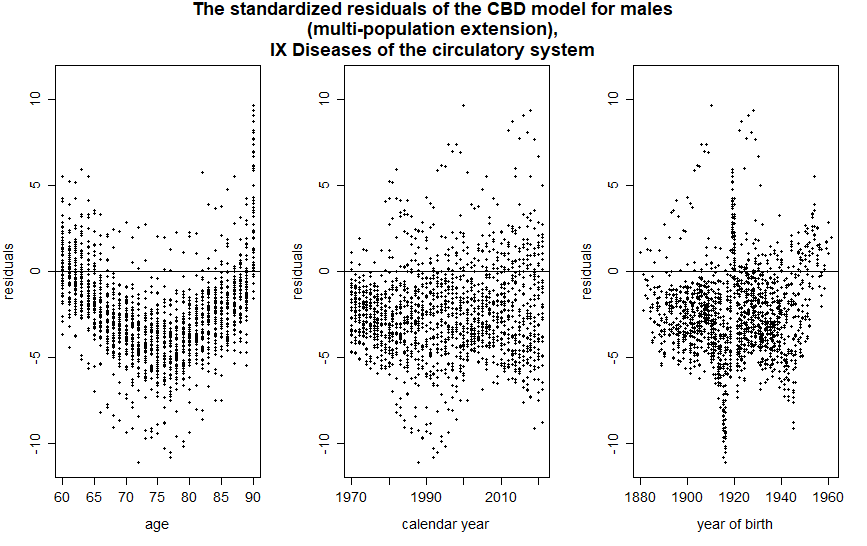 The standardized residuals of the CBD model for males
(multi-population extension),
IX Diseases of the circulatory system
residuals
10
5
0
-5
-10
60 65 70 75 80 85 90
age
residuals
10
5
0
-5
-10
1970 1990 2010
calendar year
residuals
10
5
0
-5
-10
1880 1900 1920 1940 1960
year of birth